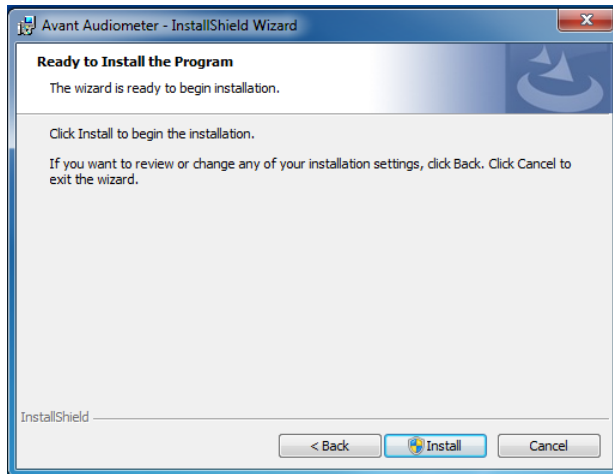 Avant Audiometer - InstallShield Wizard
Ready to Install the Program
The wizard is ready to begin installation.
Click Install to begin the installation.
If you want to review or change any of your installation settings, click Back. Click Cancel to
exit the wizard.
InstallShield
< Back
Install
Cancel